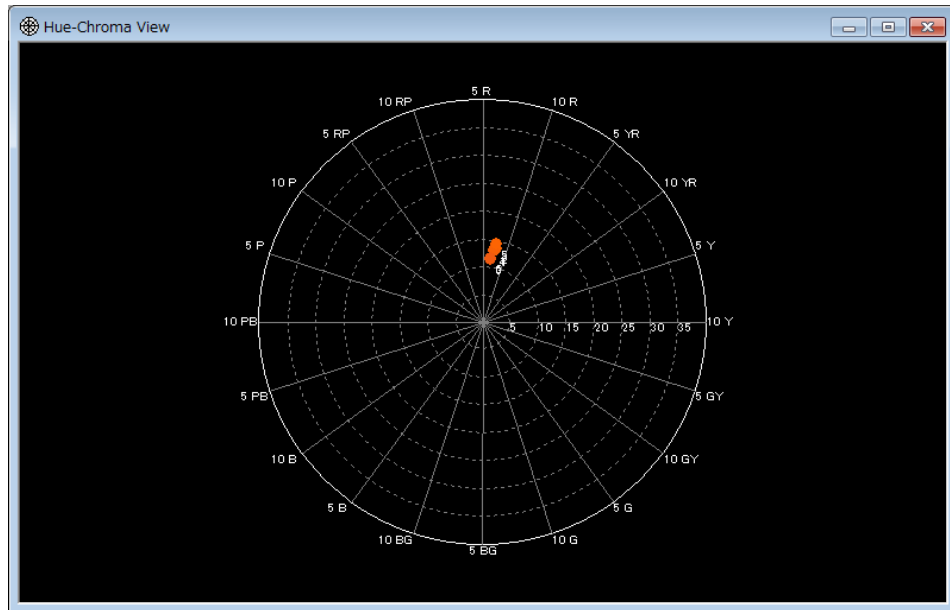 Hue-Chroma View
5 R
10 RP
10 R
5 RP
5 YR
10 P
10 YR
5 P
5 Y
10 PB
5
10
15
20
25
30
35
10 Y
5 PB
5 GY
10 B
10 GY
5 B
5 G
10 BG
10 G
5 BG